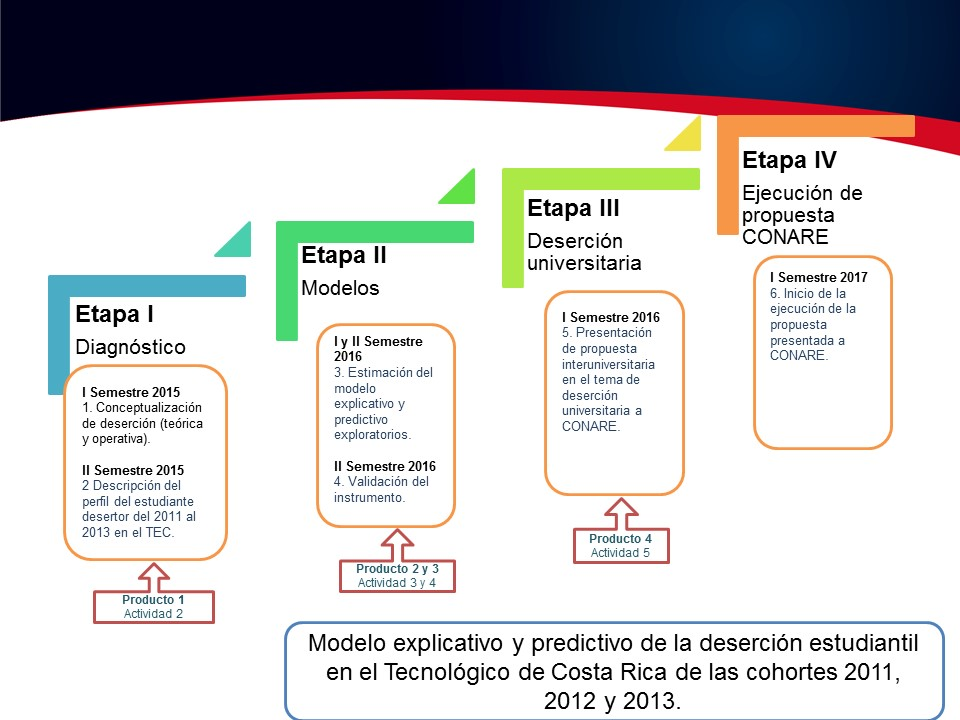 Etapa I
Diagnóstico
I Semestre 2015
1. Conceptualización
de deserción (teórica
y operativa).
II Semestre 2015
2 Descripción del
perfil del estudiante
desertor del 2011 al
2013 en el TEC.
Producto 1
Actividad 2
Etapa II
Modelos
I y II Semestre
2016
3. Estimación del
modelo
explicativo y
predictivo
exploratorios.
II Semestre 2016
4. Validación del
instrumento.
Producto 2 y 3
Actividad 3 y 4
Etapa III
Deserción
universitaria
I Semestre 2016
5. Presentación
de propuesta
interuniversitaria
en el tema de
deserción
universitaria a
CONARE.
Producto 4
Actividad 5
Etapa IV
Ejecución de
propuesta
CONARE
I Semestre 2017
6. Inicio de la
ejecución de la
propuesta
presentada a
CONARE.
Modelo explicativo y predictivo de la deserción estudiantil
en el Tecnológico de Costa Rica de las cohortes 2011,
2012 y 2013.